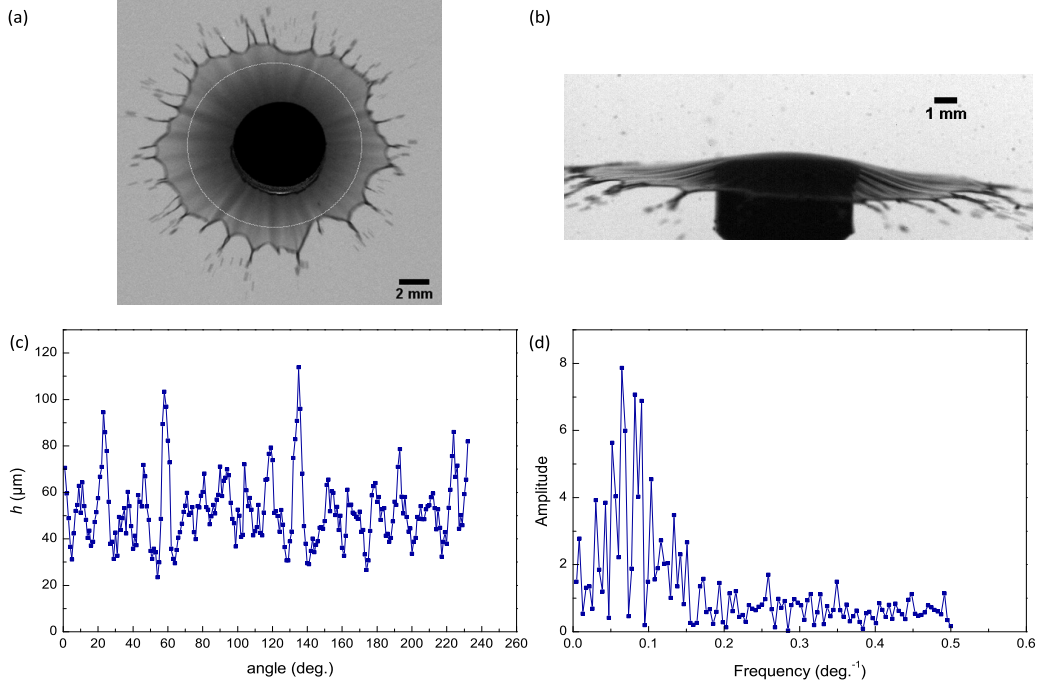 (a)
(b)
2 mm
1 mm
(c)
(d)
h (μm)
120
100
80
60
40
20
0
0 20 40 60 80 100 120 140 160 180 200 220 240 260
angle (deg.)
Amplitude
8
6
4
2
0
0.0 0.1 0.2 0.3 0.4 0.5 0.6
Frequency (deg.⁻¹)